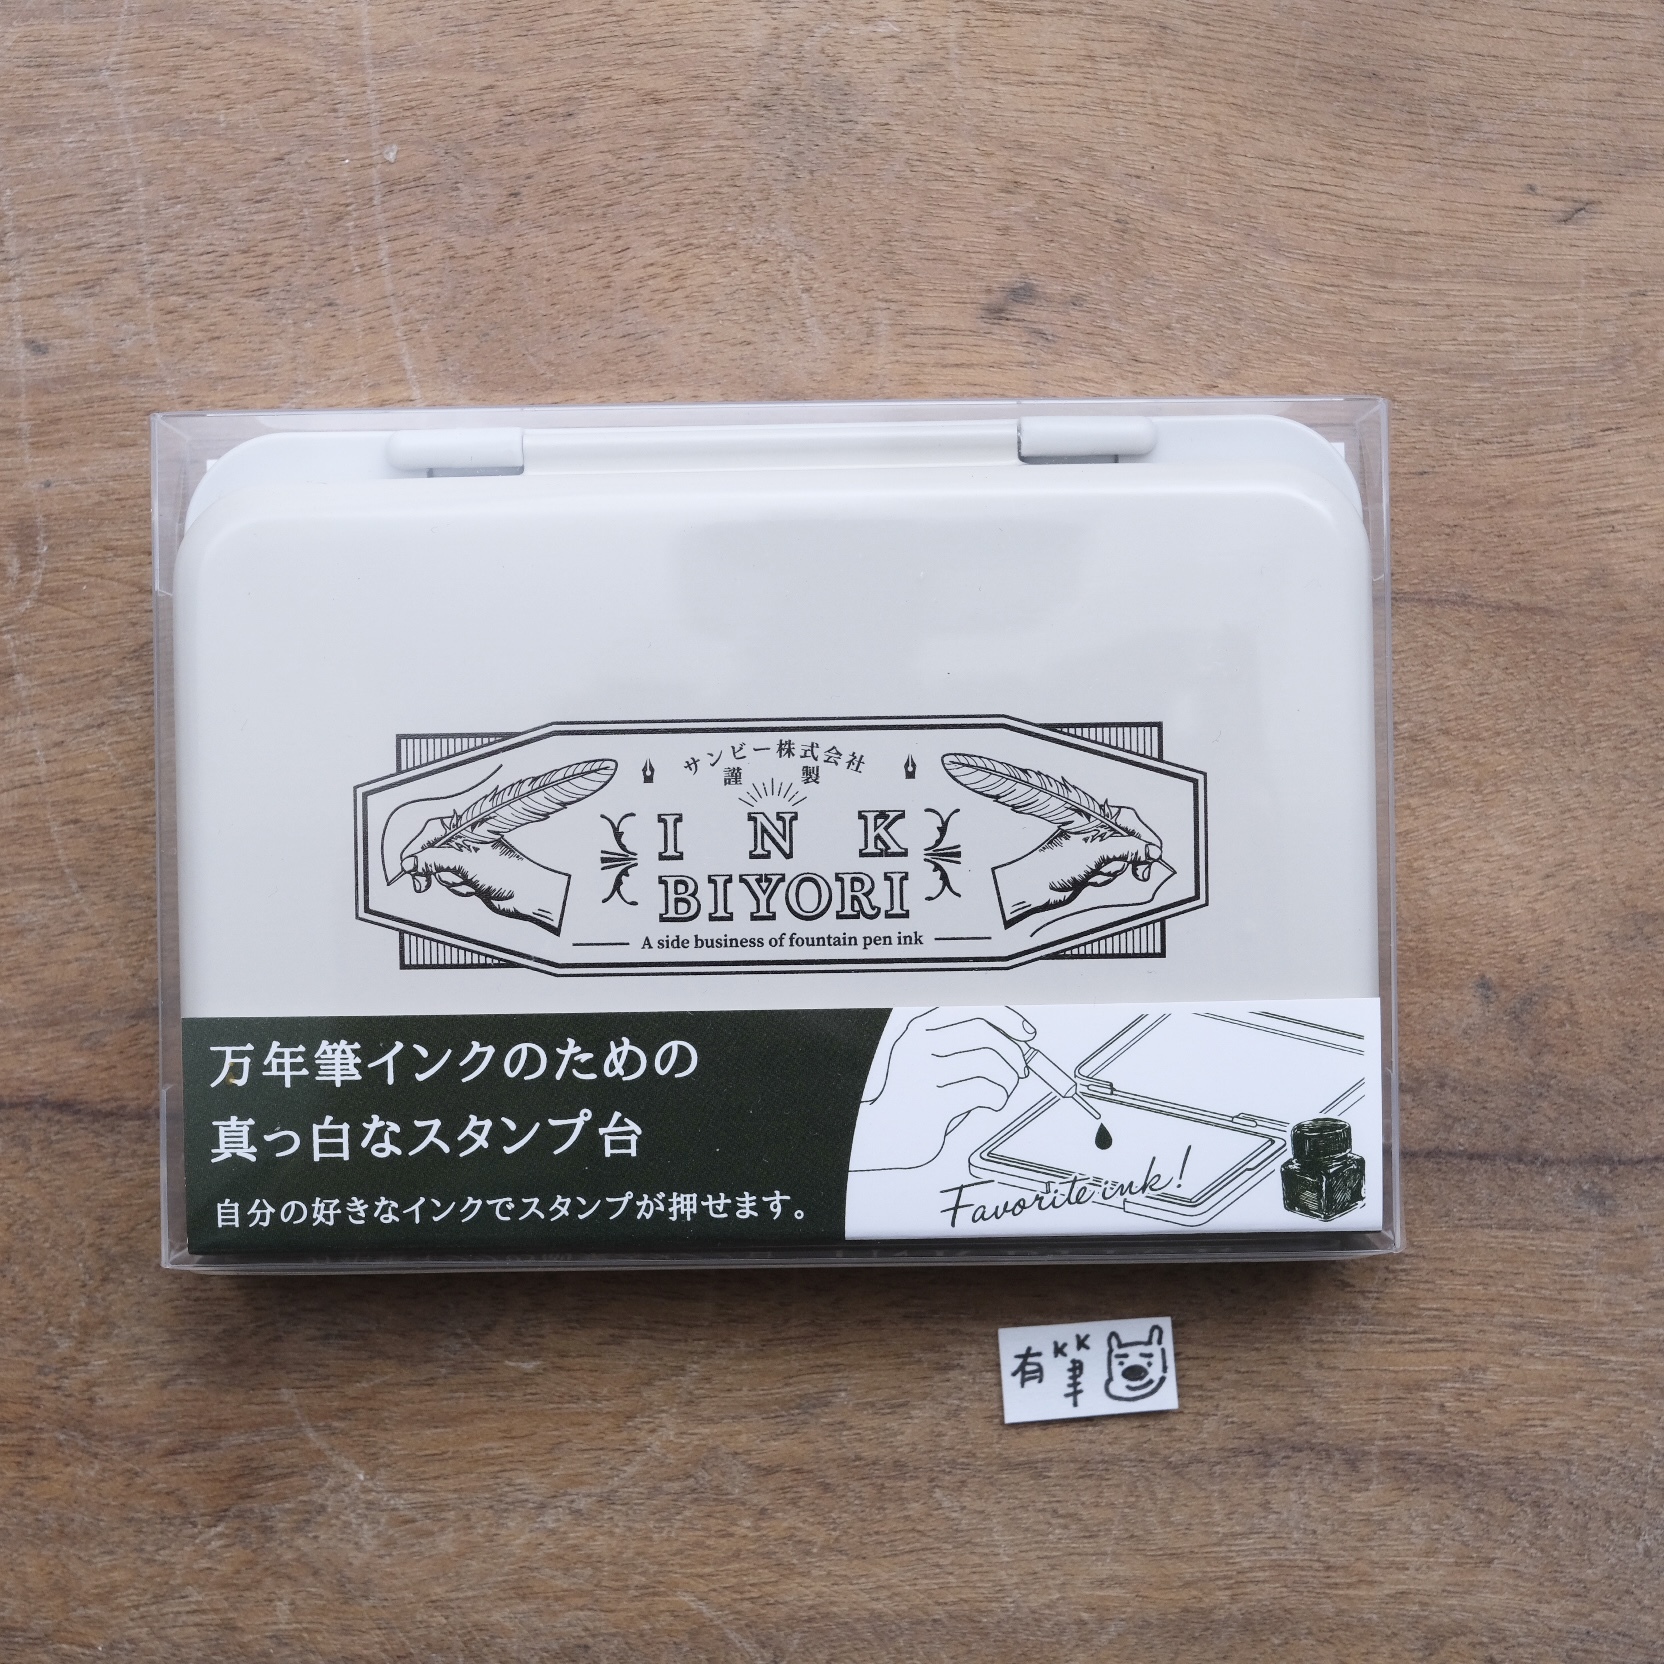 サンビー株式会社
謹製
INK
BIYORI
A side business of fountain pen ink
万年筆インクのための
真っ白なスタンプ台
自分の好きなインクでスタンプが押せます。
Favorite ink!
有筆